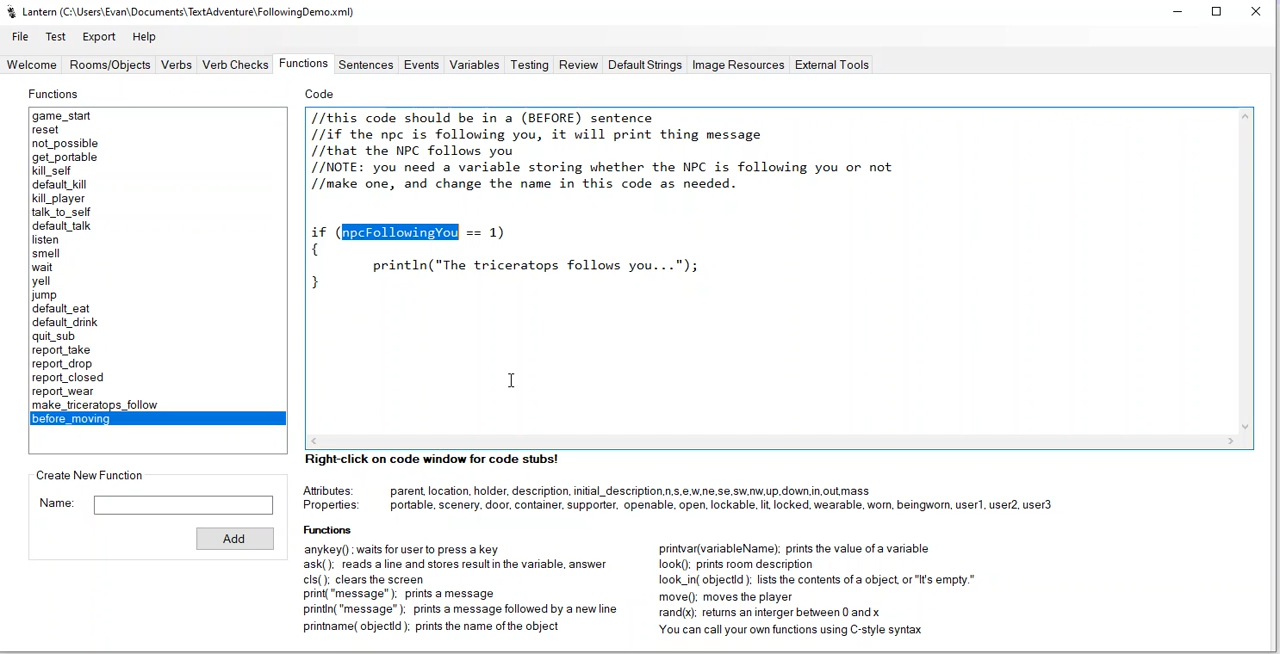 Lantern (C:\Users\Evan\Documents\TextAdventure\FollowingDemo.xml)
File Test Export Help
Welcome Rooms/Objects Verbs Verb Checks Functions Sentences Events Variables Testing Review Default Strings Image Resources External Tools
Functions
game_start
reset
not_possible
get_portable
kill_self
default_kill
kill_player
talk_to_self
default_talk
listen
smell
wait
yell
jump
default_eat
default_drink
quit_sub
report_take
report_drop
report_closed
report_wear
make_triceratops_follow
before_moving
Create New Function
Name:
Add
Code
//this code should be in a (BEFORE) sentence
//if the npc is following you, it will print thing message
//that the NPC follows you
//NOTE: you need a variable storing whether the NPC is following you or not
//make one, and change the name in this code as needed.
if (npcFollowingYou == 1)
{
println("The triceratops follows you...");
}
Right-click on code window for code stubs!
Attributes: parent, location, holder, description, initial_description,n,s,e,w,ne,se,sw,nw,up,down,in,out,mass
Properties: portable, scenery, door, container, supporter, openable, open, lockable, lit, locked, wearable, worn, beingworn, user1, user2, user3
Functions
anykey() ; waits for user to press a key
ask( ); reads a line and stores result in the variable, answer
cls( ); clears the screen
print( "message" ); prints a message
println( "message" ); prints a message followed by a new line
printname( objectId ); prints the name of the object
printvar(variableName); prints the value of a variable
look(); prints room description
look_in( objectId ); lists the contents of a object, or "It's empty."
move(); moves the player
rand(x); returns an interger between 0 and x
You can call your own functions using C-style syntax